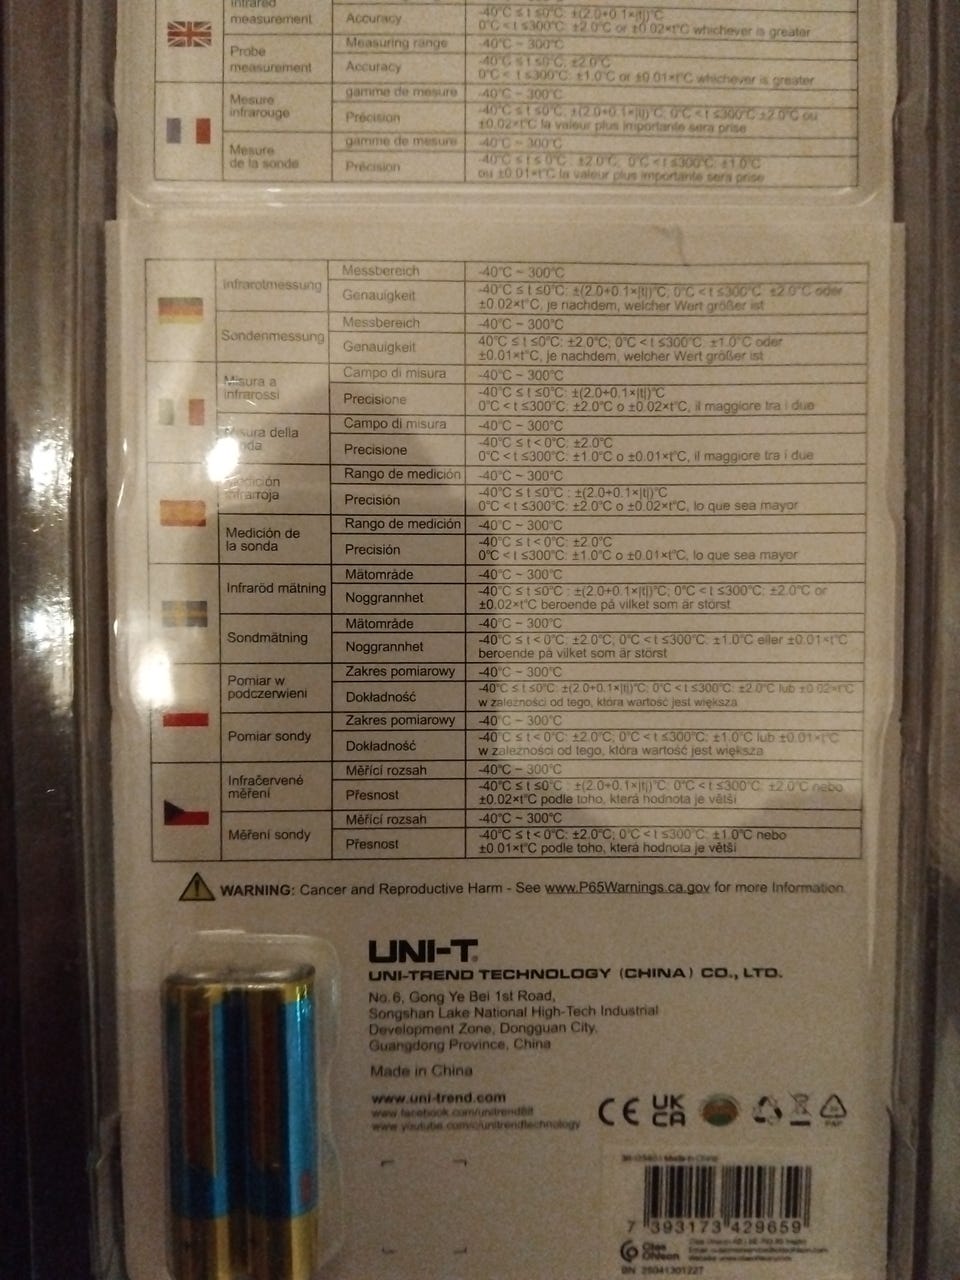 Infrared
measurement
Accuracy
-40°C ≤ t ≤0°C: ±(2.0+0.1×|t|)°C
0°C < t ≤300°C: ±2.0°C or ±0.02×t°C whichever is greater
Probe
measurement
Measuring range
-40°C ~ 300°C
Accuracy
-40°C ≤ t ≤0°C: ±2.0°C
0°C < t ≤300°C: ±1.0°C or ±0.01×t°C whichever is greater
Mesure
infrarouge
gamme de mesure
-40°C ~ 300°C
Précision
-40°C ≤ t ≤0°C: ±(2.0+0.1×|t|)°C; 0°C < t ≤300°C ±2.0°C ou
±0.02×t°C la valeur plus importante sera prise
Mesure
de la sonde
gamme de mesure
-40°C ~ 300°C
Précision
-40°C ≤ t ≤ 0°C: ±2.0°C; 0°C < t ≤300°C: ±1.0°C
ou ±0.01×t°C la valeur plus importante sera prise
Infrarotmessung
Messbereich
-40°C ~ 300°C
Genauigkeit
-40°C ≤ t ≤0°C: ±(2.0+0.1×|t|)°C; 0°C < t ≤300°C: ±2.0°C oder
±0.02×t°C, je nachdem, welcher Wert größer ist
Sondenmessung
Messbereich
-40°C ~ 300°C
Genauigkeit
40°C ≤ t ≤0°C: ±2.0°C; 0°C < t ≤300°C: ±1.0°C oder
±0.01×t°C, je nachdem, welcher Wert größer ist
Misura a
infrarossi
Campo di misura
-40°C ~ 300°C
Precisione
-40°C ≤ t ≤0°C: ±(2.0+0.1×|t|)°C
0°C < t ≤300°C: ±2.0°C o ±0.02×t°C, il maggiore tra i due
Misura della
sonda
Campo di misura
-40°C ~ 300°C
Precisione
-40°C ≤ t < 0°C: ±2.0°C
0°C < t ≤300°C: ±1.0°C o ±0.01×t°C, il maggiore tra i due
Medición
infrarroja
Rango de medición
-40°C ~ 300°C
Precisión
-40°C ≤ t ≤0°C : ±(2.0+0.1×|t|)°C
0°C < t ≤300°C: ±2.0°C o ±0.02×t°C, lo que sea mayor
Medición de
la sonda
Rango de medición
-40°C ~ 300°C
Precisión
-40°C ≤ t < 0°C: ±2.0°C
0°C < t ≤300°C: ±1.0°C o ±0.01×t°C, lo que sea mayor
Infraröd mätning
Mätområde
-40°C ~ 300°C
Noggrannhet
-40°C ≤ t ≤0°C : ±(2.0+0.1×|t|)°C; 0°C < t ≤300°C: ±2.0°C or
±0.02×t°C beroende på vilket som är störst
Sondmätning
Mätområde
-40°C ~ 300°C
Noggrannhet
-40°C ≤ t < 0°C: ±2.0°C; 0°C < t ≤300°C: ±1.0°C eller ±0.01×t°C
beroende på vilket som är störst
Pomiar w
podczerwieni
Zakres pomiarowy
-40°C ~ 300°C
Dokładność
-40°C ≤ t ≤0°C: ±(2.0+0.1×|t|)°C; 0°C < t ≤300°C: ±2.0°C lub ±0.02×t°C
w zależności od tego, która wartość jest większa
Pomiar sondy
Zakres pomiarowy
-40°C ~ 300°C
Dokładność
-40°C ≤ t < 0°C: ±2.0°C; 0°C < t ≤300°C: ±1.0°C lub ±0.01×t°C
w zależności od tego, która wartość jest większa
Infračervené
měření
Měřící rozsah
-40°C ~ 300°C
Přesnost
-40°C ≤ t ≤0°C : ±(2.0+0.1×|t|)°C; 0°C < t ≤300°C: ±2.0°C nebo
±0.02×t°C podle toho, která hodnota je větší
Měření sondy
Měřící rozsah
-40°C ~ 300°C
Přesnost
-40°C ≤ t < 0°C: ±2.0°C; 0°C < t ≤300°C: ±1.0°C nebo
±0.01×t°C podle toho, která hodnota je větší
WARNING: Cancer and Reproductive Harm - See www.P65Warnings.ca.gov for more Information
UNI-T
UNI-TREND TECHNOLOGY (CHINA) CO., LTD.
No.6, Gong Ye Bei 1st Road,
Songshan Lake National High-Tech Industrial
Development Zone, Dongguan City,
Guangdong Province, China
Made in China
www.uni-trend.com
www.youtube.com/c/unitrendtechnology
CE UK
CA
PAP
Made in China
7 393173 429659
Clas
Ohlson